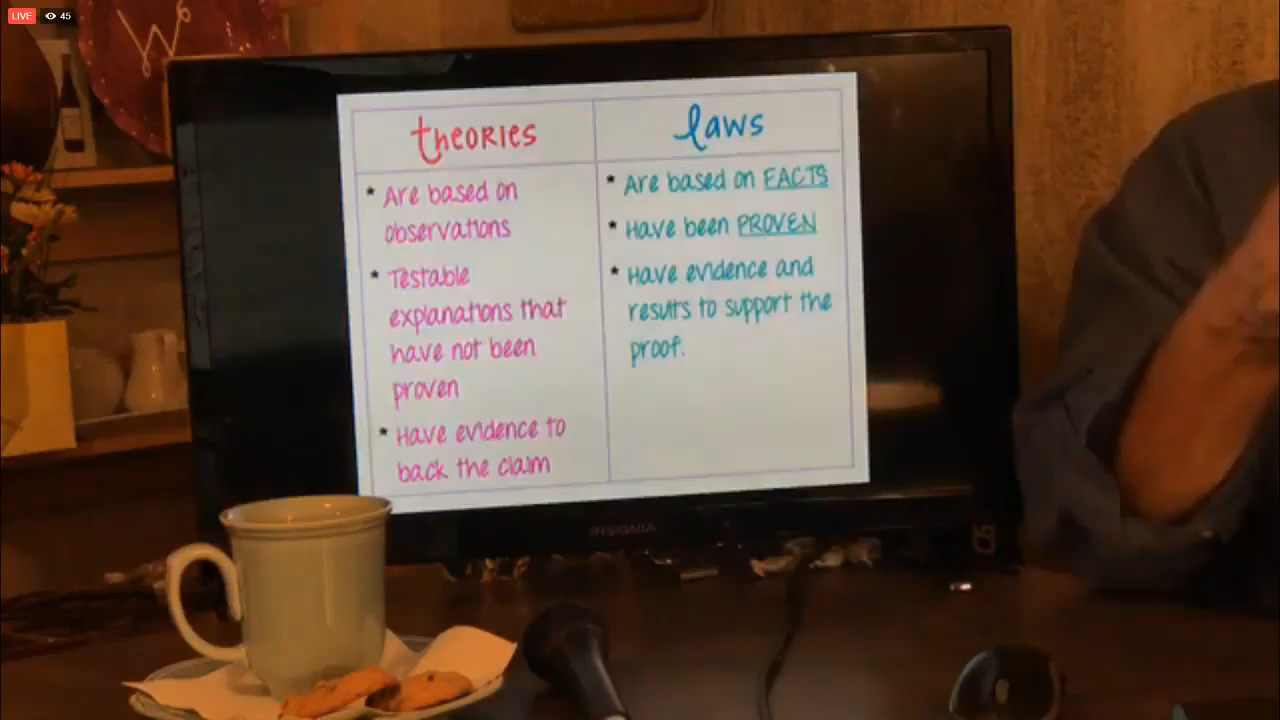 LIVE 45
W
theories
laws
* Are based on
observations
* Testable
explanations that
have not been
proven
* Have evidence to
back the claim
* Are based on FACTS
* Have been PROVEN
* Have evidence and
results to support the
proof.
INSIGNIA